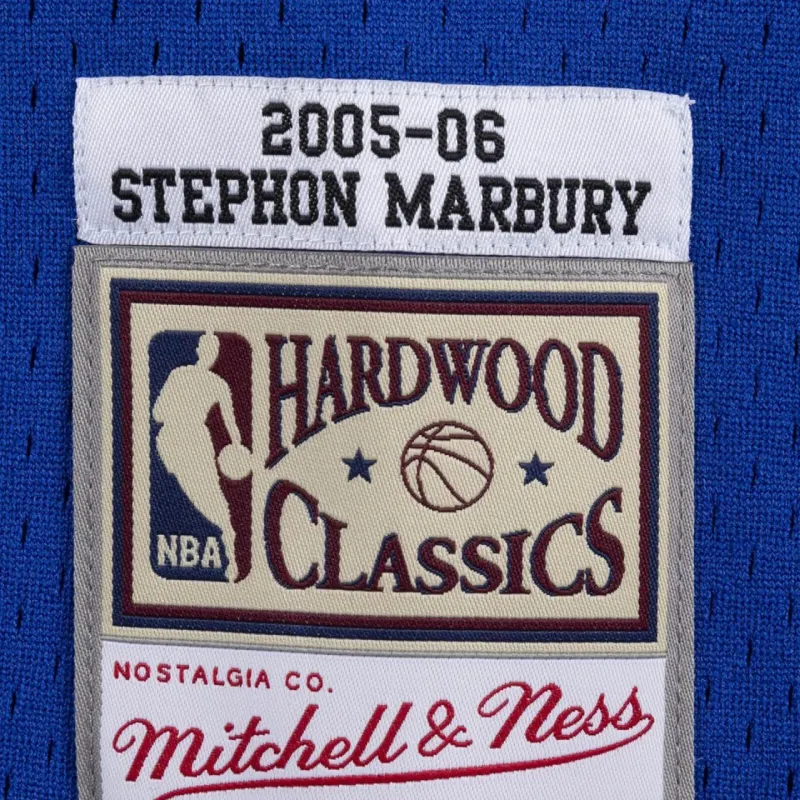 2005-06
STEPHON MARBURY
HARDWOOD
NBA
CLASSICS
NOSTALGIA CO.
Mitchell & Ness